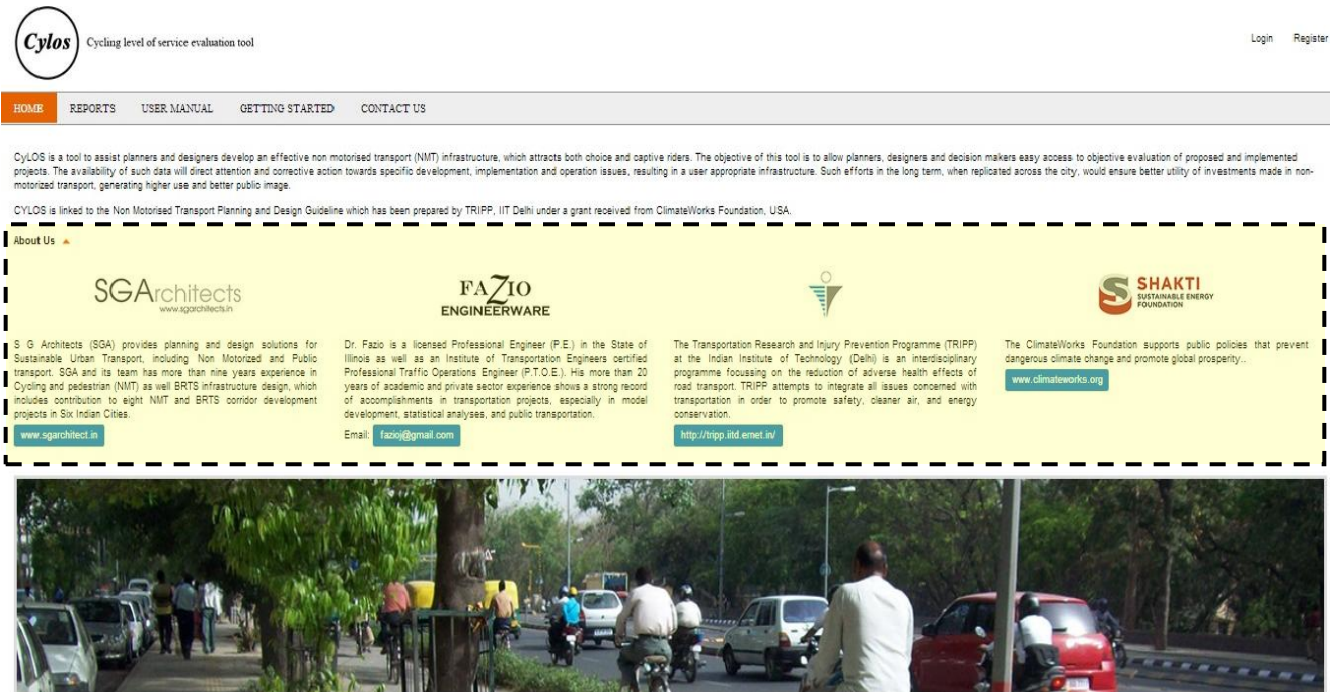 Cylos
Cycling level of service evaluation tool
Login Register
HOME REPORTS USER MANUAL GETTING STARTED CONTACT US
CyLOS is a tool to assist planners and designers develop an effective non motorised transport (NMT) infrastructure, which attracts both choice and captive riders. The objective of this tool is to allow planners, designers and decision makers easy access to objective evaluation of proposed and implemented
projects. The availability of such data will direct attention and corrective action towards specific development, implementation and operation issues, resulting in a user appropriate infrastructure. Such efforts in the long term, when replicated across the city, would ensure better utility of investments made in non-
motorized transport, generating higher use and better public image.
CYLOS is linked to the Non Motorised Transport Planning and Design Guideline which has been prepared by TRIPP, IIT Delhi under a grant received from ClimateWorks Foundation, USA.
About Us
SGArchitects
www.sgarchitects.in
S G Architects (SGA) provides planning and design solutions for
Sustainable Urban Transport, including Non Motorized and Public
transport. SGA and its team has more than nine years experience in
Cycling and pedestrian (NMT) as well BRTS infrastructure design, which
includes contribution to eight NMT and BRTS corridor development
projects in Six Indian Cities.
www.sgarchitect.in
FAZIO
ENGINEERWARE
Dr. Fazio is a licensed Professional Engineer (P.E.) in the State of
Illinois as well as an Institute of Transportation Engineers certified
Professional Traffic Operations Engineer (P.T.O.E.). His more than 20
years of academic and private sector experience shows a strong record
of accomplishments in transportation projects, especially in model
development, statistical analyses, and public transportation.
Email: fazioj@gmail.com
The Transportation Research and Injury Prevention Programme (TRIPP)
at the Indian Institute of Technology (Delhi) is an interdisciplinary
programme focussing on the reduction of adverse health effects of
road transport. TRIPP attempts to integrate all issues concerned with
transportation in order to promote safety, cleaner air, and energy
conservation.
http://tripp.iitd.ernet.in/
SHAKTI
SUSTAINABLE ENERGY
FOUNDATION
The ClimateWorks Foundation supports public policies that prevent
dangerous climate change and promote global prosperity..
www.climateworks.org